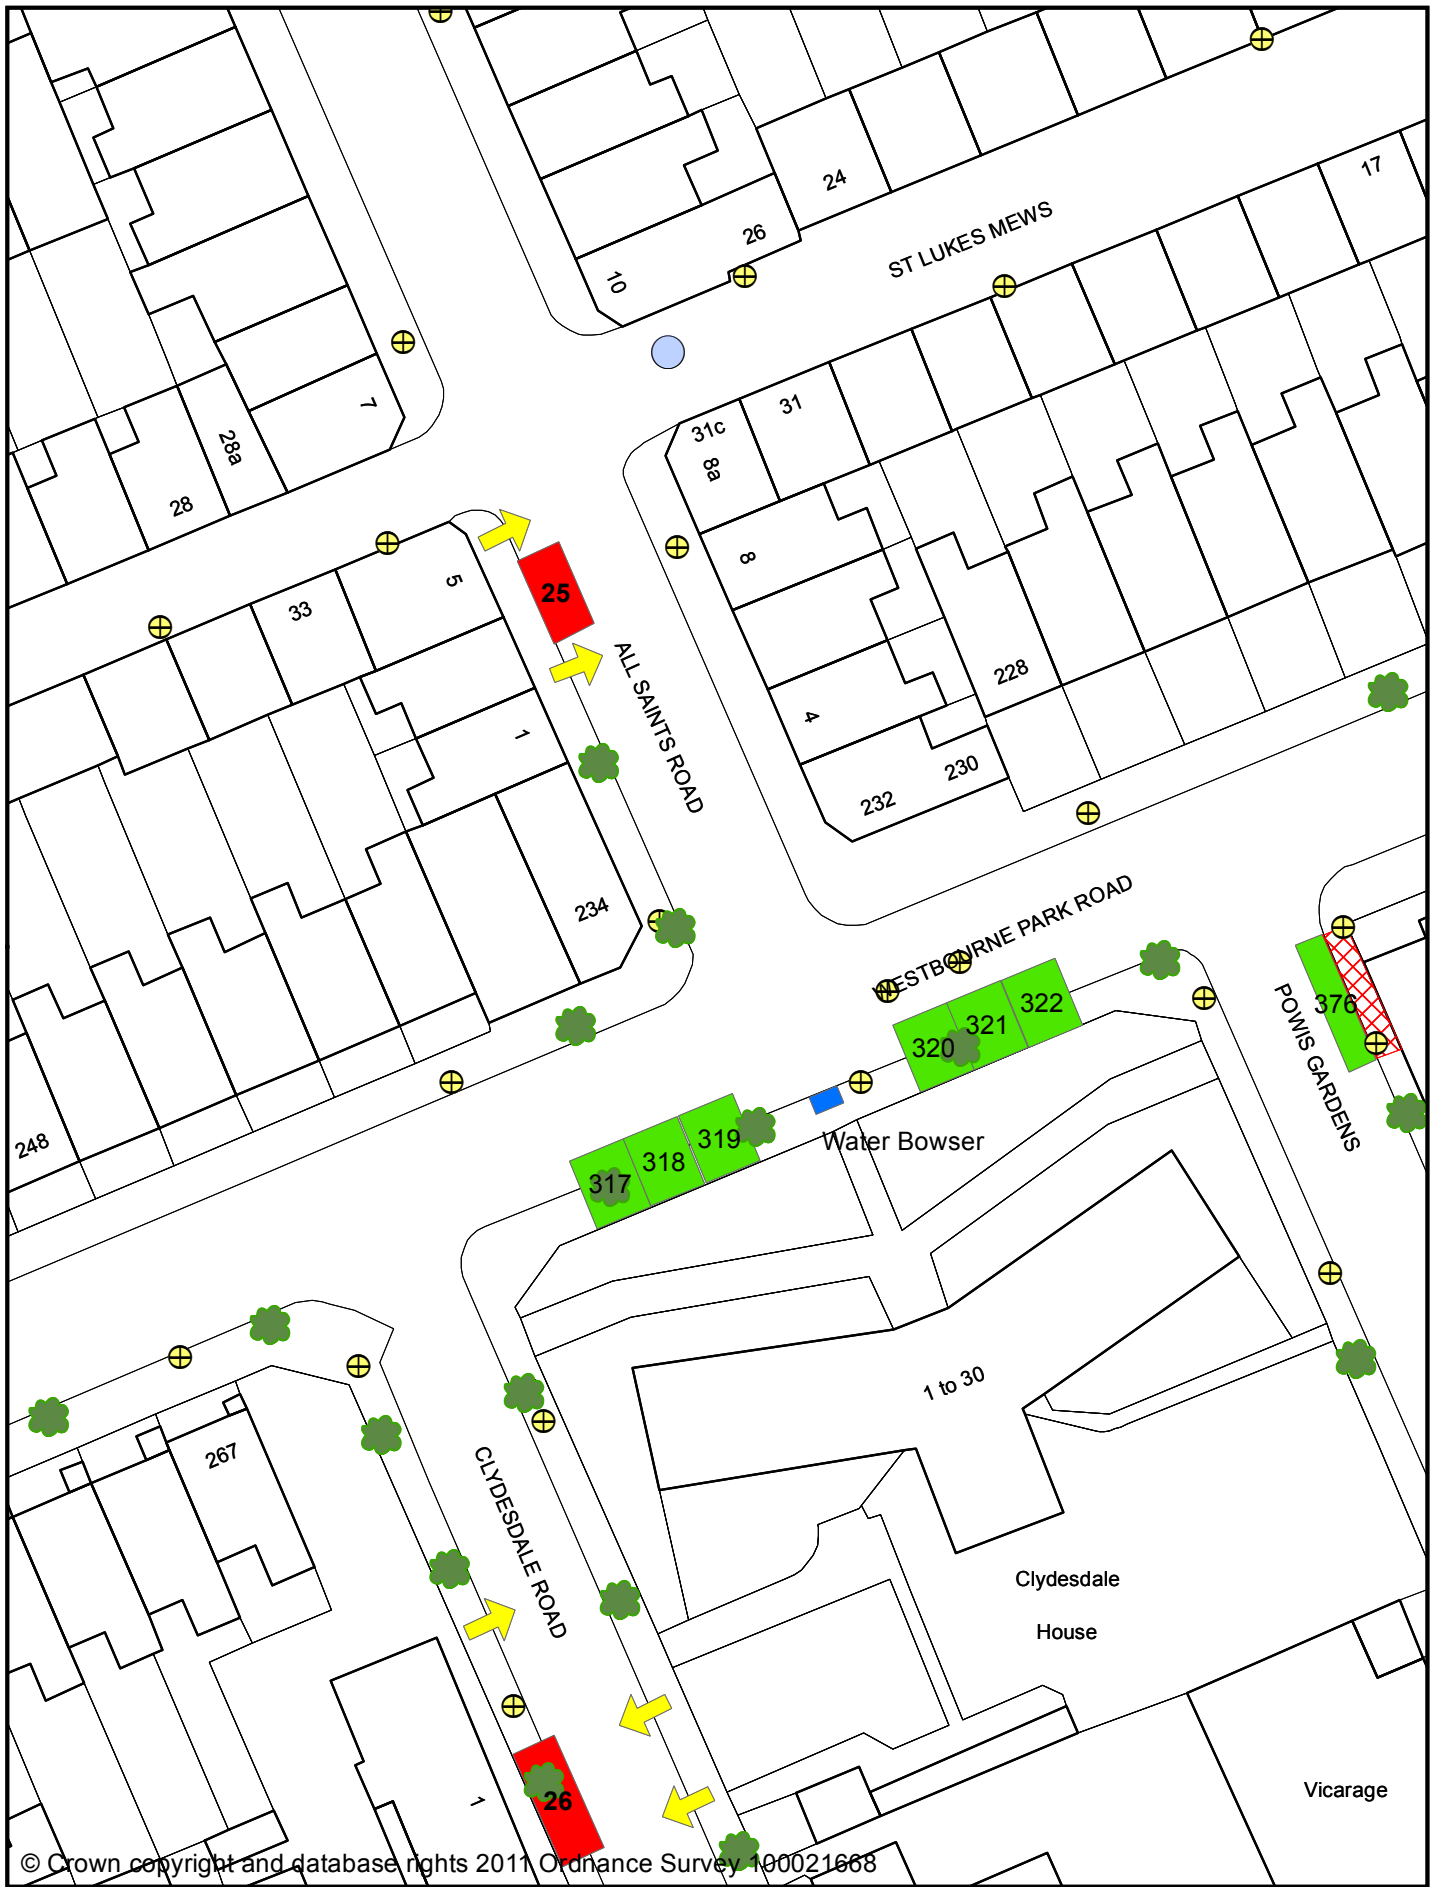 17
24
ST LUKES MEWS
26
10
7
31
31c
8a
28a
28
8
5
25
33
ALL SAINTS ROAD
228
4
1
230
232
234
WESTBOURNE PARK ROAD
POWIS GARDENS
376
322
321
320
319
318
317
Water Bowser
248
1 to 30
267
CLYDESDALE ROAD
Clydesdale
House
Vicarage
1
26
© Crown copyright and database rights 2011 Ordnance Survey 100021668